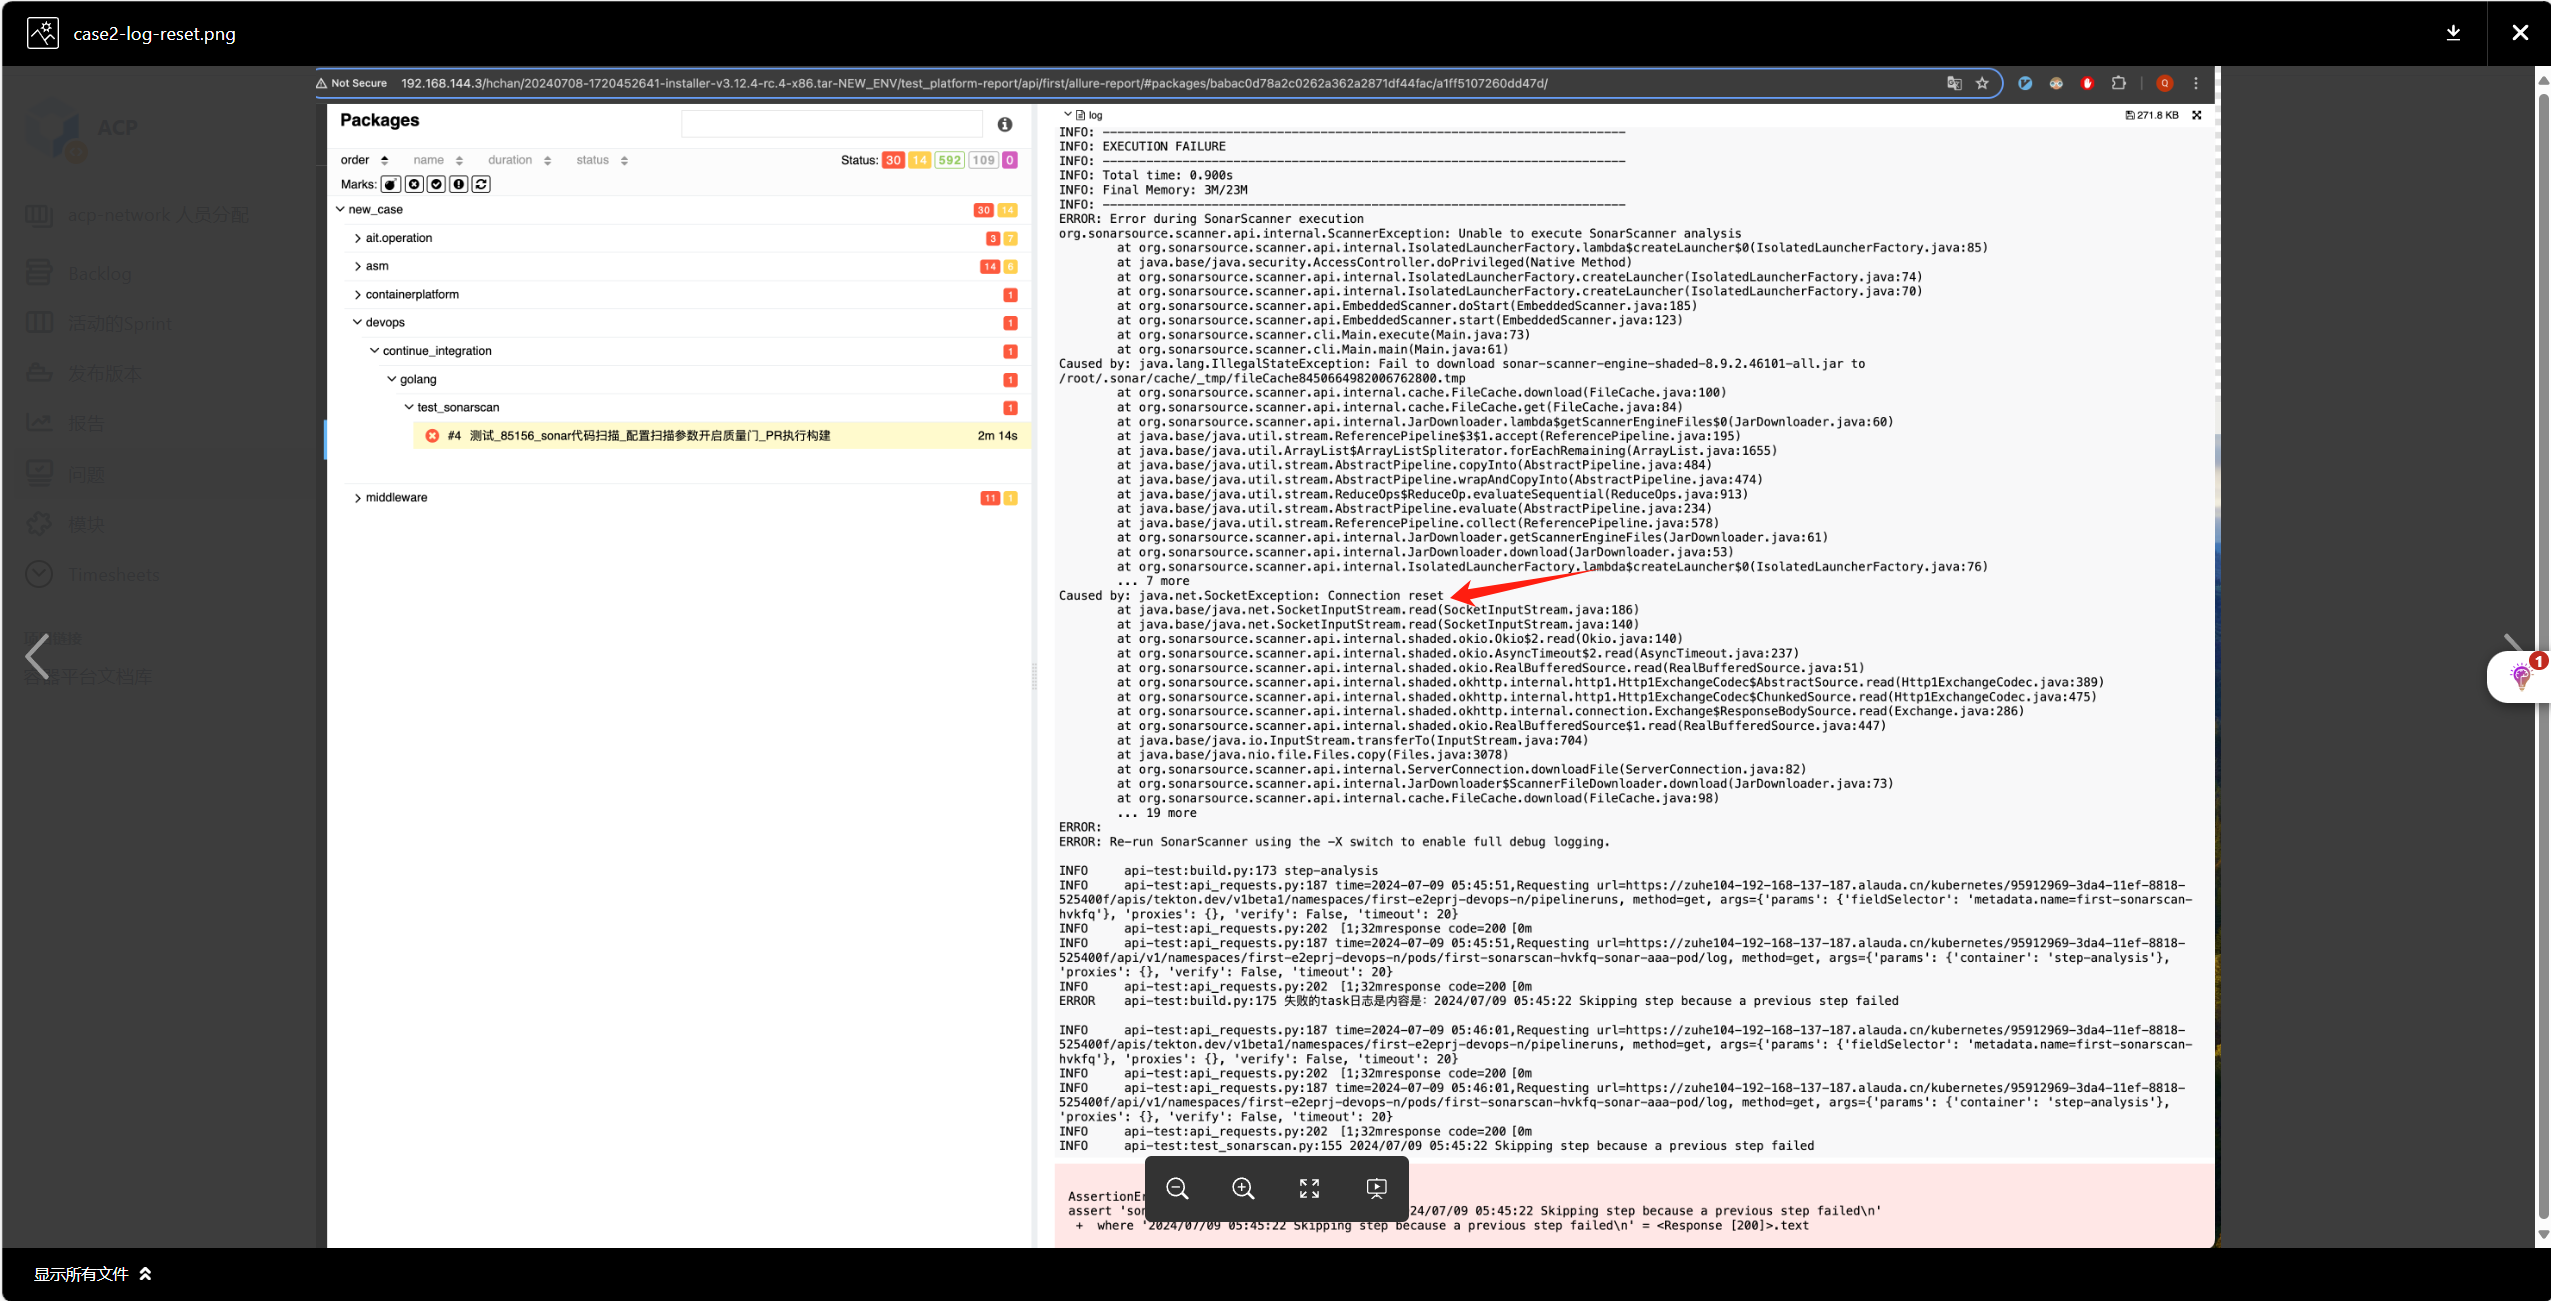 case2-log-reset.png
Not Secure 192.168.144.3/hchan/20240708-1720452641-installer-v3.12.4-rc.4-x86.tar-NEW_ENV/test_platform-report/api/first/allure-report/#packages/babac0d78a2c0262a362a2871df44fac/a1ff5107260dd47d/
ACP
acp-network 人员分配
Backlog
活动的Sprint
发布版本
报告
问题
模块
Timesheets
Packages
order name duration status Status: 30 14 592 109 0
Marks:
new_case 30 14
ait.operation 3 7
asm 14 6
containerplatform 1
devops 1
continue_integration 1
golang 1
test_sonarscan 1
#4 测试_85156_sonar代码扫描_配置扫描参数开启质量门_PR执行构建 2m 14s
middleware 11 1
log 271.8 KB
INFO: ------------------------------------------------------------------------
INFO: EXECUTION FAILURE
INFO: ------------------------------------------------------------------------
INFO: Total time: 0.900s
INFO: Final Memory: 3M/23M
INFO: ------------------------------------------------------------------------
ERROR: Error during SonarScanner execution
org.sonarsource.scanner.api.internal.ScannerException: Unable to execute SonarScanner analysis
at org.sonarsource.scanner.api.internal.IsolatedLauncherFactory.lambda$createLauncher$0(IsolatedLauncherFactory.java:85)
at java.base/java.security.AccessController.doPrivileged(Native Method)
at org.sonarsource.scanner.api.internal.IsolatedLauncherFactory.createLauncher(IsolatedLauncherFactory.java:74)
at org.sonarsource.scanner.api.internal.IsolatedLauncherFactory.createLauncher(IsolatedLauncherFactory.java:70)
at org.sonarsource.scanner.api.EmbeddedScanner.doStart(EmbeddedScanner.java:185)
at org.sonarsource.scanner.api.EmbeddedScanner.start(EmbeddedScanner.java:123)
at org.sonarsource.scanner.cli.Main.execute(Main.java:73)
at org.sonarsource.scanner.cli.Main.main(Main.java:61)
Caused by: java.lang.IllegalStateException: Fail to download sonar-scanner-engine-shaded-8.9.2.46101-all.jar to
/root/.sonar/cache/_tmp/fileCache8450664982006762800.tmp
at org.sonarsource.scanner.api.internal.cache.FileCache.download(FileCache.java:100)
at org.sonarsource.scanner.api.internal.cache.FileCache.get(FileCache.java:84)
at org.sonarsource.scanner.api.internal.JarDownloader.lambda$getScannerEngineFiles$0(JarDownloader.java:60)
at java.base/java.util.stream.ReferencePipeline$3$1.accept(ReferencePipeline.java:195)
at java.base/java.util.ArrayList$ArrayListSpliterator.forEachRemaining(ArrayList.java:1655)
at java.base/java.util.stream.AbstractPipeline.copyInto(AbstractPipeline.java:484)
at java.base/java.util.stream.AbstractPipeline.wrapAndCopyInto(AbstractPipeline.java:474)
at java.base/java.util.stream.ReduceOps$ReduceOp.evaluateSequential(ReduceOps.java:913)
at java.base/java.util.stream.AbstractPipeline.evaluate(AbstractPipeline.java:234)
at java.base/java.util.stream.ReferencePipeline.collect(ReferencePipeline.java:578)
at org.sonarsource.scanner.api.internal.JarDownloader.getScannerEngineFiles(JarDownloader.java:61)
at org.sonarsource.scanner.api.internal.JarDownloader.download(JarDownloader.java:53)
at org.sonarsource.scanner.api.internal.IsolatedLauncherFactory.lambda$createLauncher$0(IsolatedLauncherFactory.java:76)
... 7 more
Caused by: java.net.SocketException: Connection reset
at java.base/java.net.SocketInputStream.read(SocketInputStream.java:186)
at java.base/java.net.SocketInputStream.read(SocketInputStream.java:140)
at org.sonarsource.scanner.api.internal.shaded.okio.Okio$2.read(Okio.java:140)
at org.sonarsource.scanner.api.internal.shaded.okio.AsyncTimeout$2.read(AsyncTimeout.java:237)
at org.sonarsource.scanner.api.internal.shaded.okio.RealBufferedSource.read(RealBufferedSource.java:51)
at org.sonarsource.scanner.api.internal.shaded.okhttp.internal.http1.Http1ExchangeCodec$AbstractSource.read(Http1ExchangeCodec.java:389)
at org.sonarsource.scanner.api.internal.shaded.okhttp.internal.http1.Http1ExchangeCodec$ChunkedSource.read(Http1ExchangeCodec.java:475)
at org.sonarsource.scanner.api.internal.shaded.okhttp.internal.connection.Exchange$ResponseBodySource.read(Exchange.java:286)
at org.sonarsource.scanner.api.internal.shaded.okio.RealBufferedSource$1.read(RealBufferedSource.java:447)
at java.base/java.io.InputStream.transferTo(InputStream.java:704)
at java.base/java.nio.file.Files.copy(Files.java:3078)
at org.sonarsource.scanner.api.internal.ServerConnection.downloadFile(ServerConnection.java:82)
at org.sonarsource.scanner.api.internal.JarDownloader$ScannerFileDownloader.download(JarDownloader.java:73)
at org.sonarsource.scanner.api.internal.cache.FileCache.download(FileCache.java:98)
... 19 more
ERROR:
ERROR: Re-run SonarScanner using the -X switch to enable full debug logging.
INFO api-test:build.py:173 step-analysis
INFO api-test:api_requests.py:187 time=2024-07-09 05:45:51,Requesting url=https://zuhe104-192-168-137-187.alauda.cn/kubernetes/95912969-3da4-11ef-8818-
525400f/apis/tekton.dev/v1beta1/namespaces/first-e2eprj-devops-n/pipelineruns, method=get, args={'params': {'fieldSelector': 'metadata.name=first-sonarscan-
hvkfq'}, 'proxies': {}, 'verify': False, 'timeout': 20}
INFO api-test:api_requests.py:202 [1;32mresponse code=200 [0m
INFO api-test:api_requests.py:187 time=2024-07-09 05:45:51,Requesting url=https://zuhe104-192-168-137-187.alauda.cn/kubernetes/95912969-3da4-11ef-8818-
525400f/api/v1/namespaces/first-e2eprj-devops-n/pods/first-sonarscan-hvkfq-sonar-aaa-pod/log, method=get, args={'params': {'container': 'step-analysis'},
'proxies': {}, 'verify': False, 'timeout': 20}
INFO api-test:api_requests.py:202 [1;32mresponse code=200 [0m
ERROR api-test:build.py:175 失败的task日志是内容是: 2024/07/09 05:45:22 Skipping step because a previous step failed
INFO api-test:api_requests.py:187 time=2024-07-09 05:46:01,Requesting url=https://zuhe104-192-168-137-187.alauda.cn/kubernetes/95912969-3da4-11ef-8818-
525400f/apis/tekton.dev/v1beta1/namespaces/first-e2eprj-devops-n/pipelineruns, method=get, args={'params': {'fieldSelector': 'metadata.name=first-sonarscan-
hvkfq'}, 'proxies': {}, 'verify': False, 'timeout': 20}
INFO api-test:api_requests.py:202 [1;32mresponse code=200 [0m
INFO api-test:api_requests.py:187 time=2024-07-09 05:46:01,Requesting url=https://zuhe104-192-168-137-187.alauda.cn/kubernetes/95912969-3da4-11ef-8818-
525400f/api/v1/namespaces/first-e2eprj-devops-n/pods/first-sonarscan-hvkfq-sonar-aaa-pod/log, method=get, args={'params': {'container': 'step-analysis'},
'proxies': {}, 'verify': False, 'timeout': 20}
INFO api-test:api_requests.py:202 [1;32mresponse code=200 [0m
INFO api-test:test_sonarscan.py:155 2024/07/09 05:45:22 Skipping step because a previous step failed
AssertionEr
assert 'son 24/07/09 05:45:22 Skipping step because a previous step failed\n'
+ where '2024/07/09 05:45:22 Skipping step because a previous step failed\n' = <Response [200]>.text
1
显示所有文件